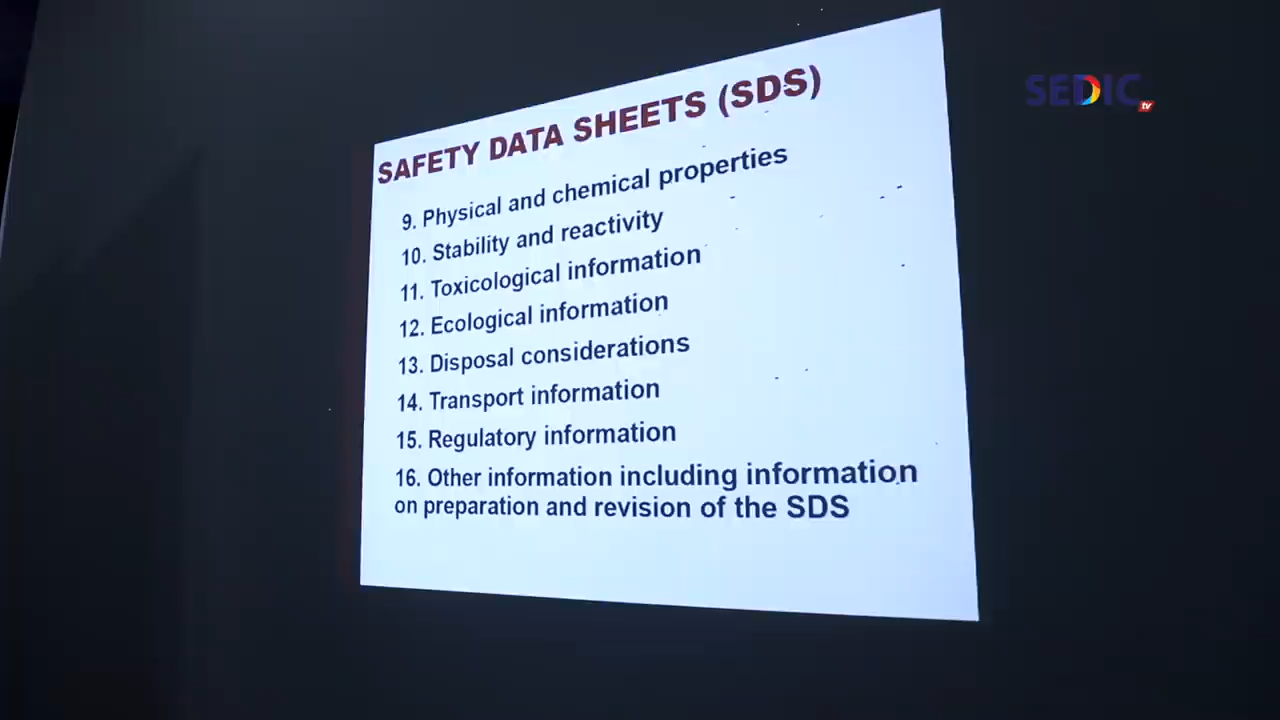 SEDIC tv
SAFETY DATA SHEETS (SDS)
9. Physical and chemical properties
10. Stability and reactivity
11. Toxicological information
12. Ecological information
13. Disposal considerations
14. Transport information
15. Regulatory information
16. Other information including information
on preparation and revision of the SDS